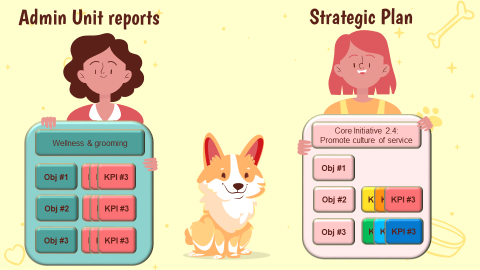 Admin Unit reports
Wellness & grooming
Obj #1
KPI #3
Obj #2
KPI #3
Obj #3
KPI #3
Strategic Plan
Core Initiative 2.4:
Promote culture of service
Obj #1
Obj #2
K K KPI #3
Obj #3
K K KPI #3